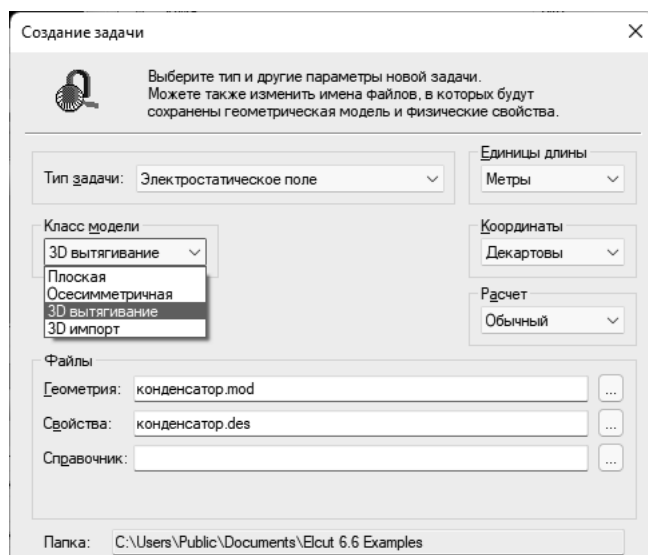 Создание задачи
Выберите тип и другие параметры новой задачи.
Можете также изменить имена файлов, в которых будут
сохранены геометрическая модель и физические свойства.
Тип задачи: Электростатическое поле
Единицы длины
Метры
Класс модели
3D вытягивание
Плоская
Осесимметричная
3D вытягивание
3D импорт
Координаты
Декартовы
Расчет
Обычный
Файлы
Геометрия: конденсатор.mod ...
Свойства: конденсатор.des ...
Справочник: ...
Папка: C:\Users\Public\Documents\Elcut 6.6 Examples